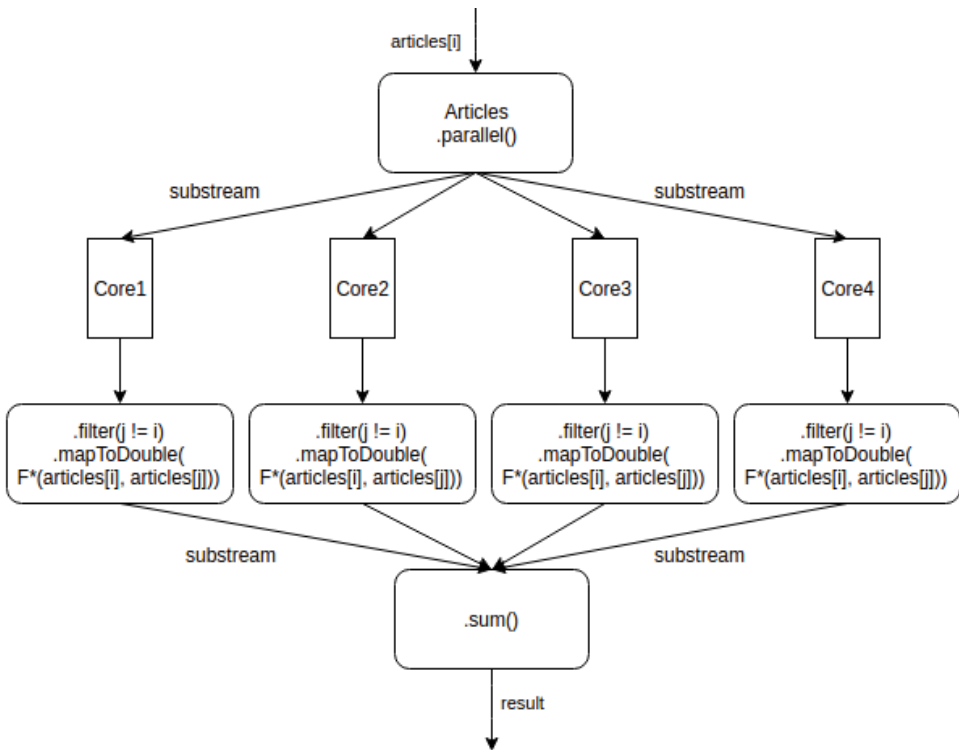 articles[i]
Articles
.parallel()
substream
substream
Core1
Core2
Core3
Core4
.filter(j != i)
.mapToDouble(
F*(articles[i], articles[j]))
.filter(j != i)
.mapToDouble(
F*(articles[i], articles[j]))
.filter(j != i)
.mapToDouble(
F*(articles[i], articles[j]))
.filter(j != i)
.mapToDouble(
F*(articles[i], articles[j]))
substream
substream
.sum()
result